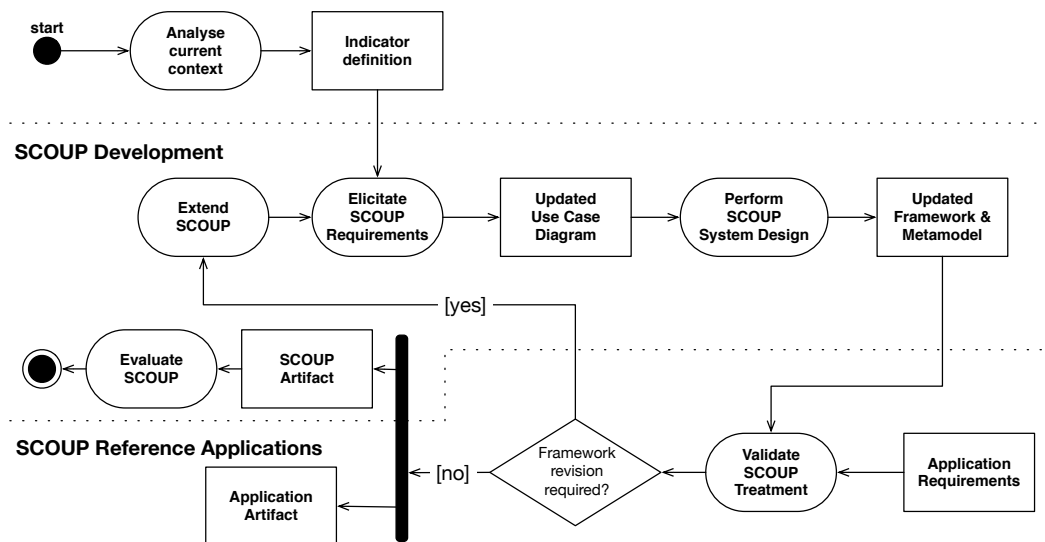 start
Analyse
current
context
Indicator
definition
SCOUP Development
Extend
SCOUP
Elicitate
SCOUP
Requirements
Updated
Use Case
Diagram
Perform
SCOUP
System Design
Updated
Framework &
Metamodel
[yes]
Evaluate
SCOUP
SCOUP
Artifact
SCOUP Reference Applications
Application
Artifact
[no]
Framework
revision
required?
Validate
SCOUP
Treatment
Application
Requirements